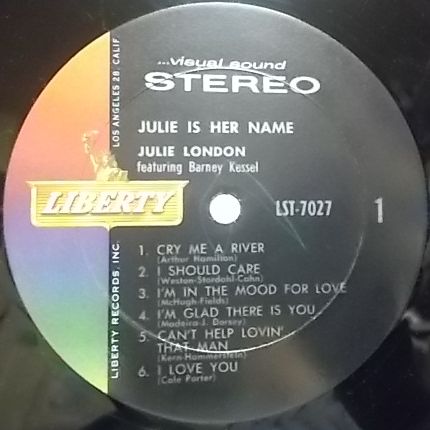 ...visual sound
STEREO
JULIE IS HER NAME
JULIE LONDON
featuring Barney Kessel
LIBERTY
LST-7027
1
1. CRY ME A RIVER
(Arthur Hamilton)
2. I SHOULD CARE
(Weston-Stordahl-Cahn)
3. I'M IN THE MOOD FOR LOVE
(McHugh-Fields)
4. I'M GLAD THERE IS YOU
(Madeira-J. Dorsey)
5. CAN'T HELP LOVIN'
THAT MAN
(Kern-Hammerstein)
6. I LOVE YOU
(Cole Porter)
LIBERTY RECORDS, INC.
LOS ANGELES 28, CALIF.